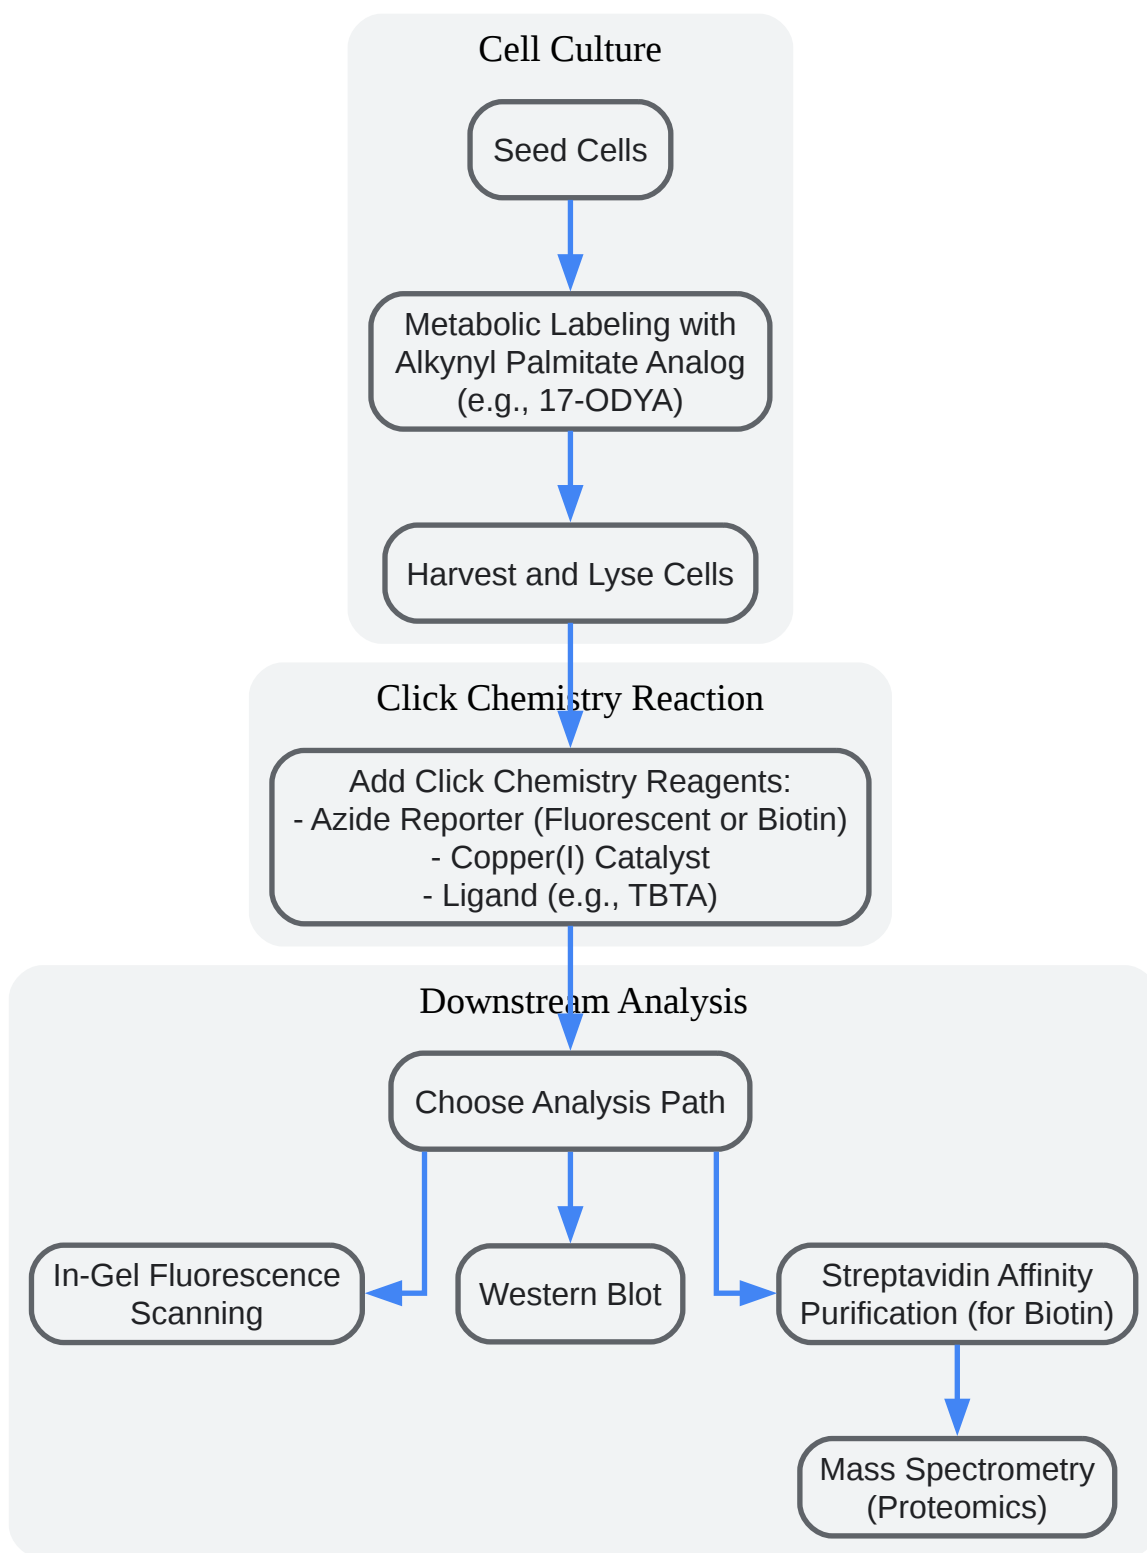 Cell Culture
Seed Cells
Metabolic Labeling with
Alkynyl Palmitate Analog
(e.g., 17-ODYA)
Harvest and Lyse Cells
Click Chemistry Reaction
Add Click Chemistry Reagents:
- Azide Reporter (Fluorescent or Biotin)
- Copper(I) Catalyst
- Ligand (e.g., TBTA)
Downstream Analysis
Choose Analysis Path
In-Gel Fluorescence
Scanning
Western Blot
Streptavidin Affinity
Purification (for Biotin)
Mass Spectrometry
(Proteomics)